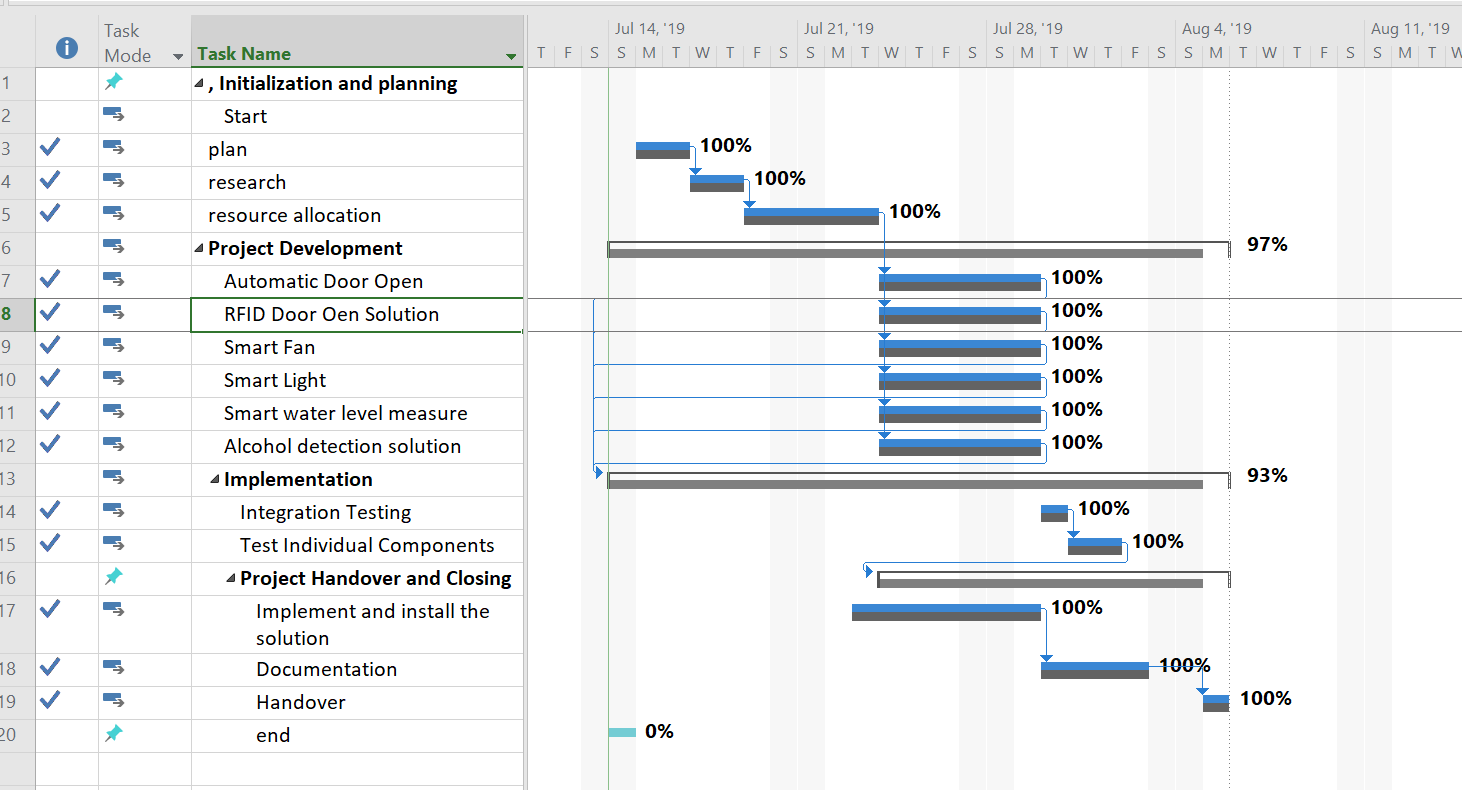 Task Mode
Task Name
Jul 14, '19
Jul 21, '19
Jul 28, '19
Aug 4, '19
Aug 11, '19
T F S S M T W T F S S M T W T F S S M T W T F S S M T W T F S S M T W
1 , Initialization and planning
2 Start
3 plan 100%
4 research 100%
5 resource allocation 100%
6 Project Development 97%
7 Automatic Door Open 100%
8 RFID Door Oen Solution 100%
9 Smart Fan 100%
10 Smart Light 100%
11 Smart water level measure 100%
12 Alcohol detection solution 100%
13 Implementation 93%
14 Integration Testing 100%
15 Test Individual Components 100%
16 Project Handover and Closing
17 Implement and install the 100%
solution
18 Documentation 100%
19 Handover 100%
20 end 0%